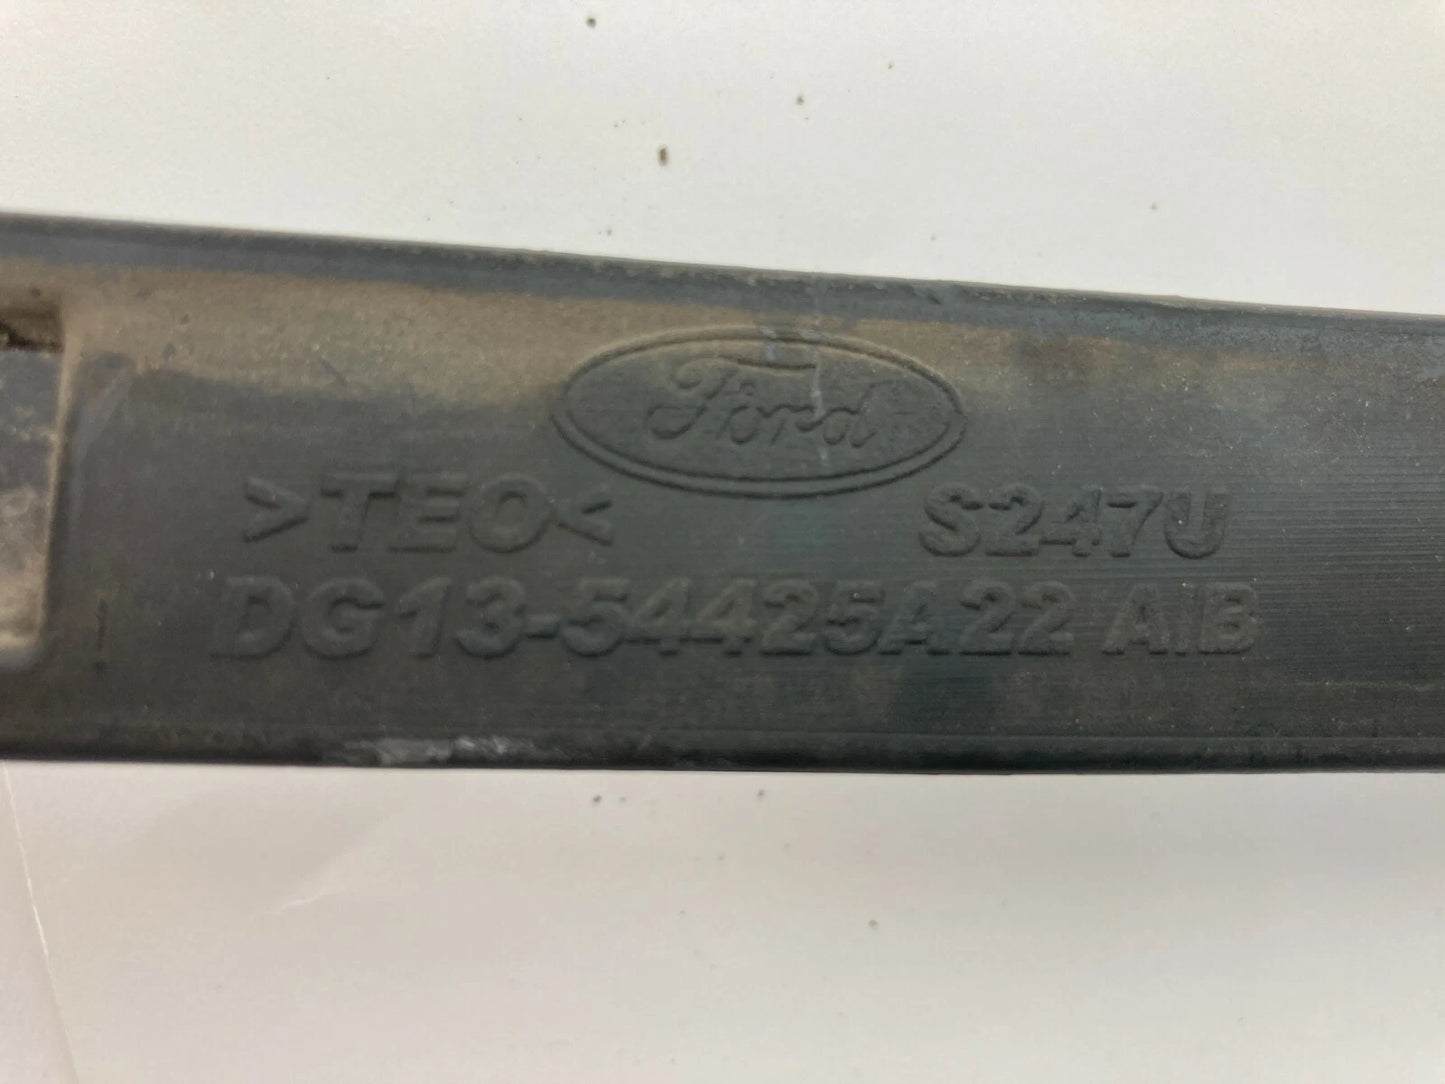 Ford
>TEO< S247U
DG13-54425A22 AIB